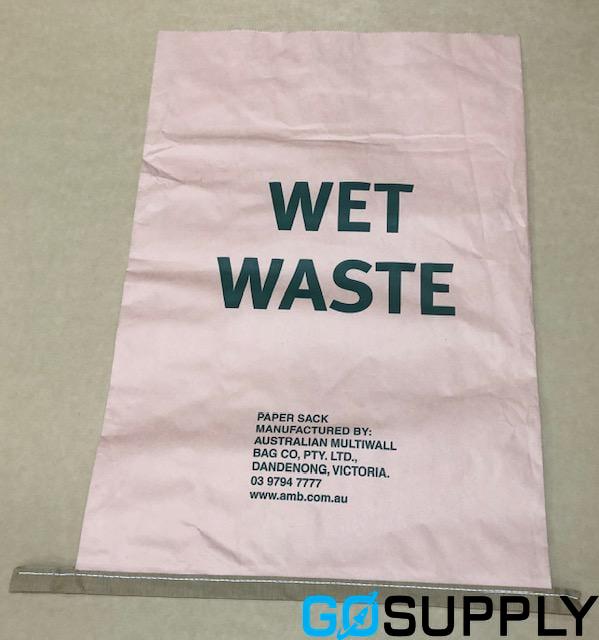 WET
WASTE
PAPER SACK
MANUFACTURED BY:
AUSTRALIAN MULTIWALL
BAG CO, PTY. LTD.,
DANDENONG, VICTORIA.
03 9794 7777
www.amb.com.au
GOSUPPLY